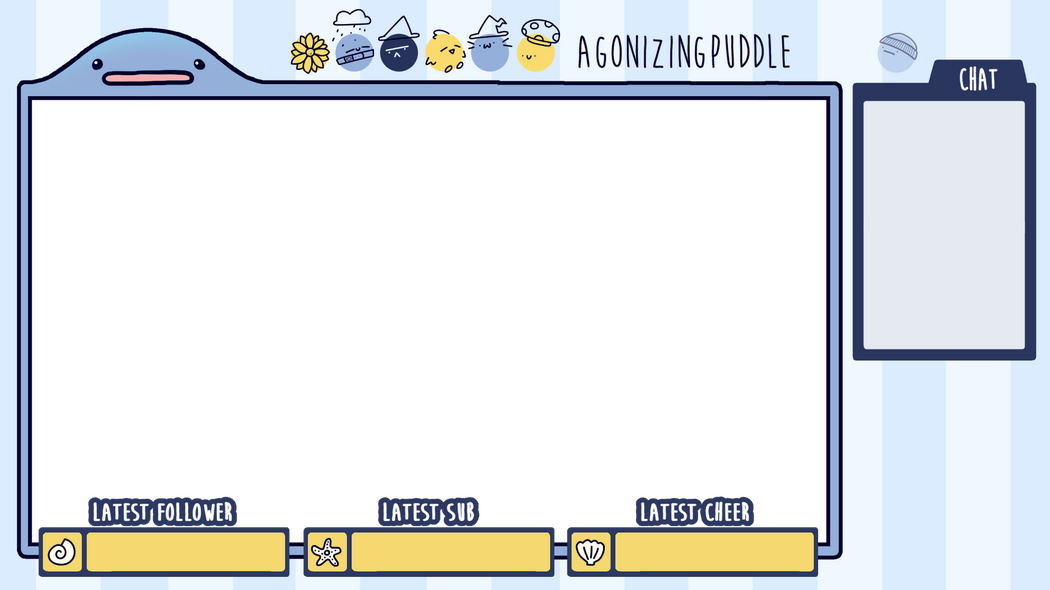 AGONIZINGPUDDLE
CHAT
LATEST FOLLOWER
LATEST SUB
LATEST CHEER